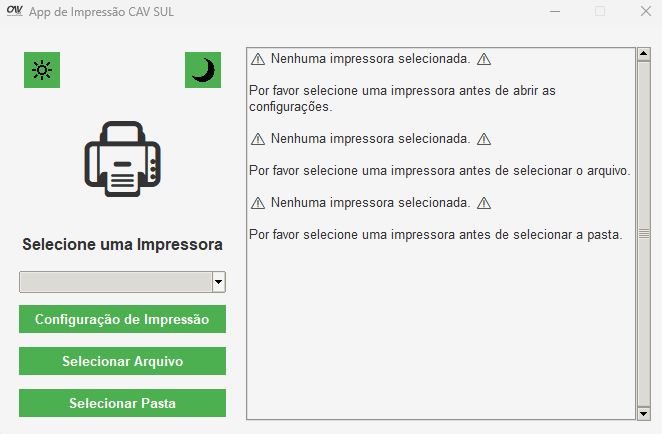 CAV App de Impressão CAV SUL
⚠ Nenhuma impressora selecionada. ⚠
Por favor selecione uma impressora antes de abrir as
configurações.
⚠ Nenhuma impressora selecionada. ⚠
Por favor selecione uma impressora antes de selecionar o arquivo.
⚠ Nenhuma impressora selecionada. ⚠
Por favor selecione uma impressora antes de selecionar a pasta.
Selecione uma Impressora
Configuração de Impressão
Selecionar Arquivo
Selecionar Pasta